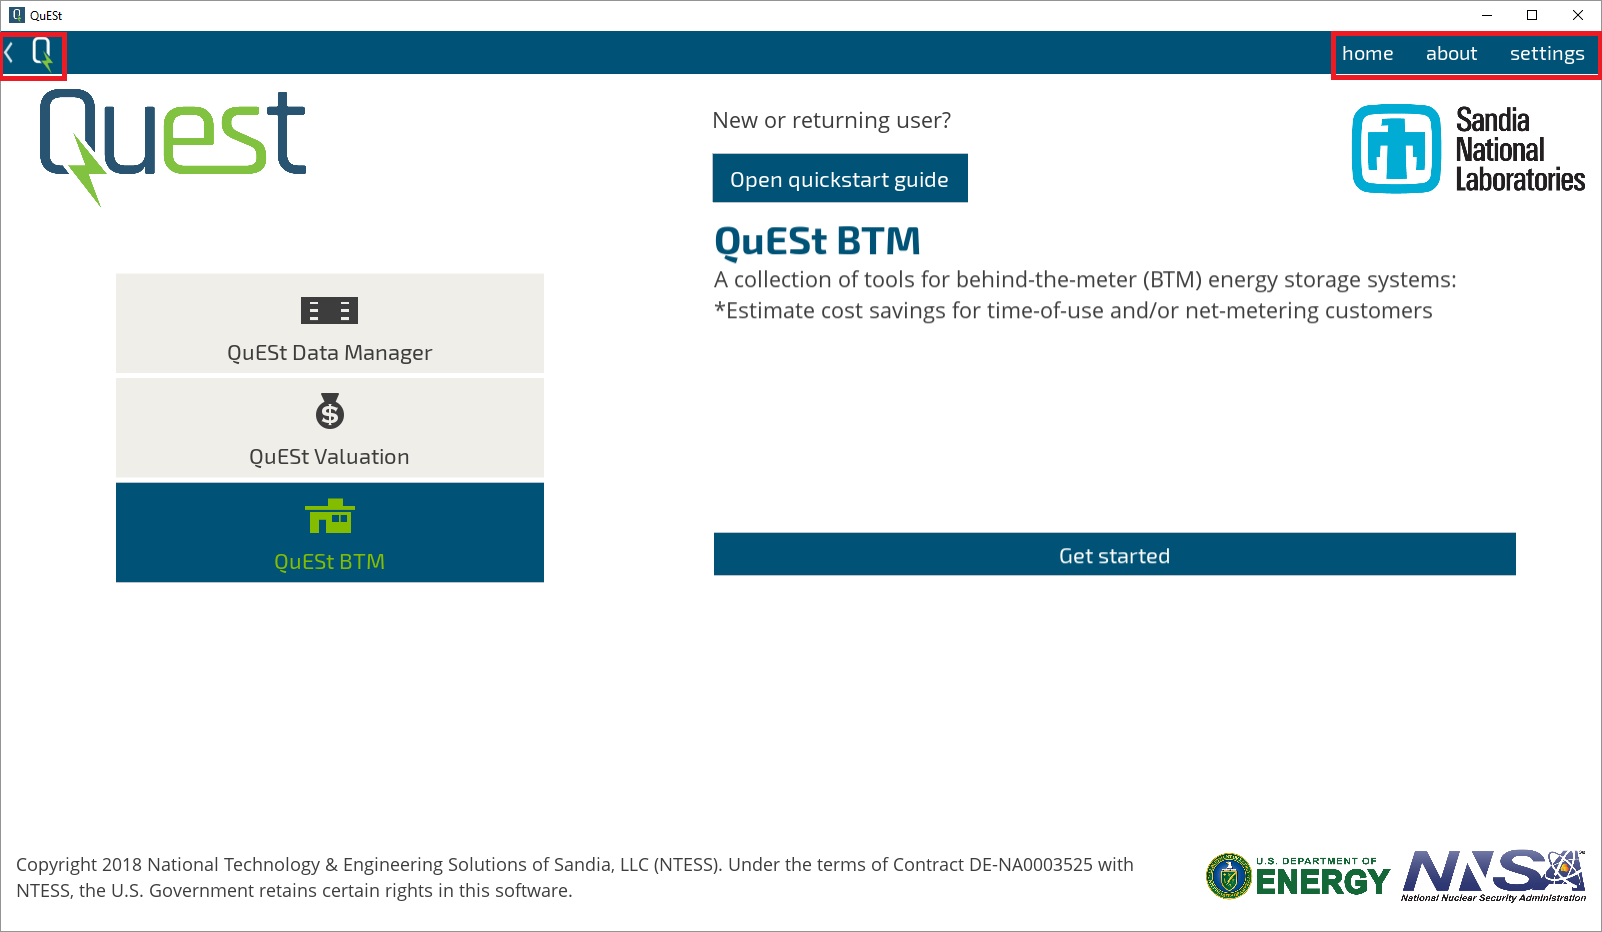 QuESt
home about settings
Quest
New or returning user?
Sandia
National
Laboratories
Open quickstart guide
QuESt BTM
A collection of tools for behind-the-meter (BTM) energy storage systems:
*Estimate cost savings for time-of-use and/or net-metering customers
QuESt Data Manager
$
QuESt Valuation
QuESt BTM
Get started
Copyright 2018 National Technology & Engineering Solutions of Sandia, LLC (NTESS). Under the terms of Contract DE-NA0003525 with
NTESS, the U.S. Government retains certain rights in this software.
U.S. DEPARTMENT OF
ENERGY
NNSA
National Nuclear Security Administration